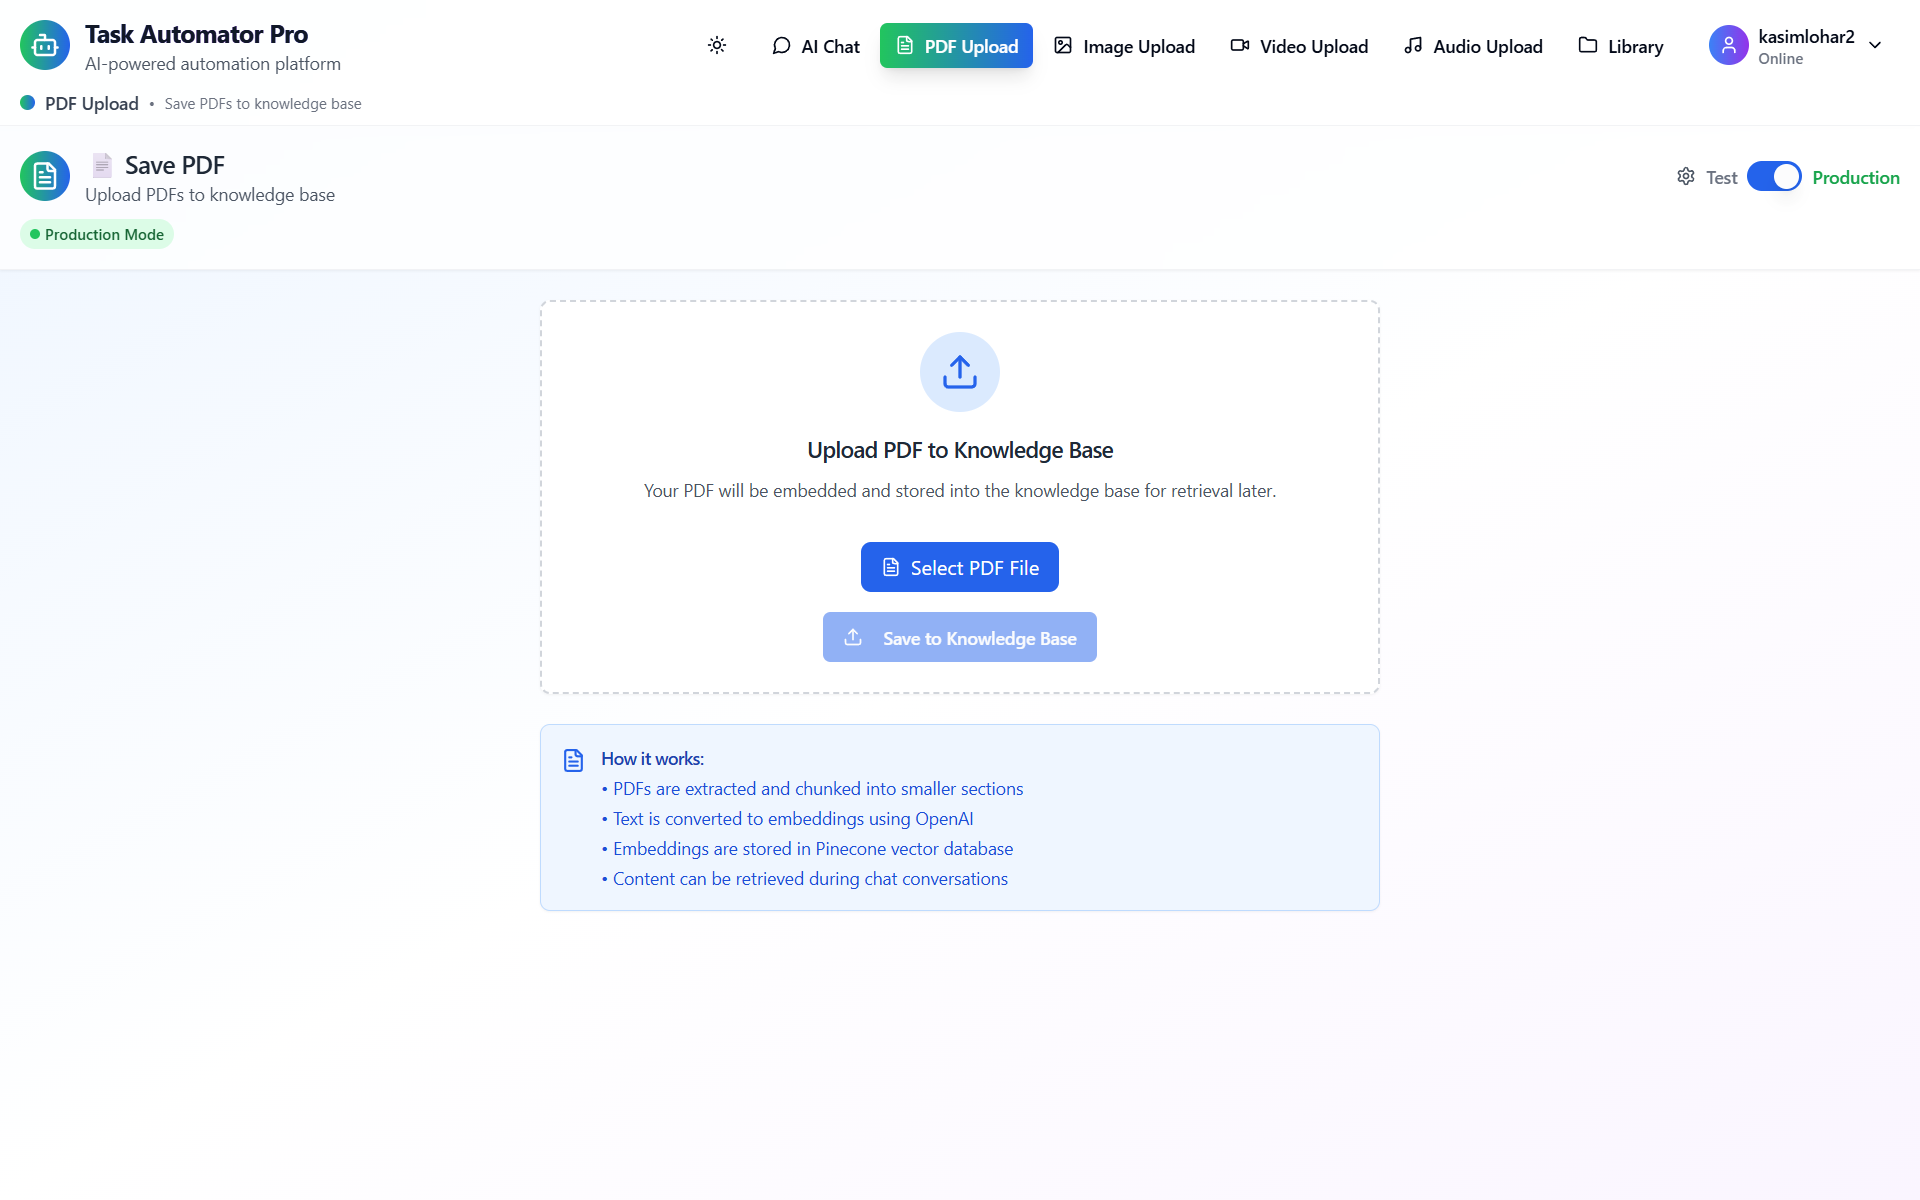 Task Automator Pro
AI-powered automation platform
AI Chat
PDF Upload
Image Upload
Video Upload
Audio Upload
Library
kasimlohar2
Online
PDF Upload • Save PDFs to knowledge base
Save PDF
Upload PDFs to knowledge base
Test
Production
Production Mode
Upload PDF to Knowledge Base
Your PDF will be embedded and stored into the knowledge base for retrieval later.
Select PDF File
Save to Knowledge Base
How it works:
• PDFs are extracted and chunked into smaller sections
• Text is converted to embeddings using OpenAI
• Embeddings are stored in Pinecone vector database
• Content can be retrieved during chat conversations